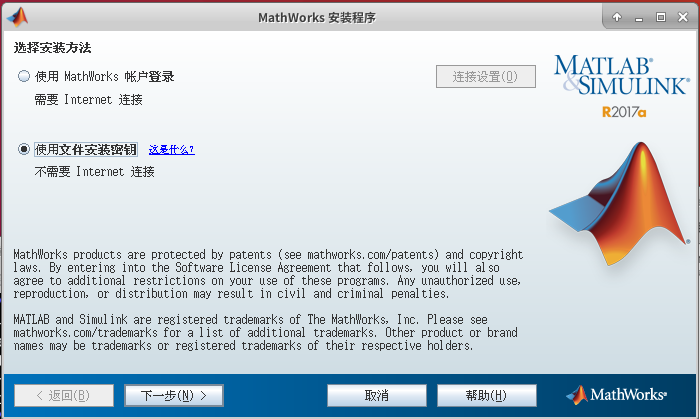 MathWorks 安装程序
选择安装方法
使用 MathWorks 帐户登录
连接设置(O)
需要 Internet 连接
MATLAB®
&SIMULINK®
R2017a
使用文件安装密钥 这是什么?
不需要 Internet 连接
MathWorks products are protected by patents (see mathworks.com/patents) and copyright
laws. By entering into the Software License Agreement that follows, you will also
agree to additional restrictions on your use of these programs. Any unauthorized use,
reproduction, or distribution may result in civil and criminal penalties.
MATLAB and Simulink are registered trademarks of The MathWorks, Inc. Please see
mathworks.com/trademarks for a list of additional trademarks. Other product or brand
names may be trademarks or registered trademarks of their respective holders.
< 返回(B) 下一步(N) > 取消 帮助(H) MathWorks